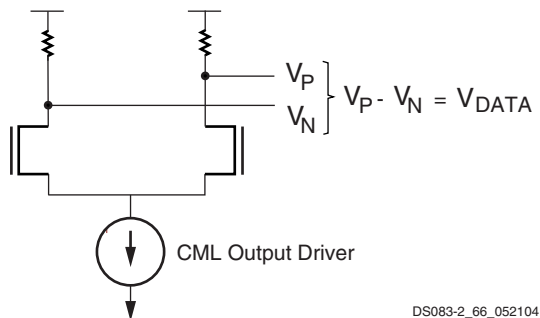 V_P
V_N
V_P - V_N = V_DATA
CML Output Driver
DS083-2_66_052104